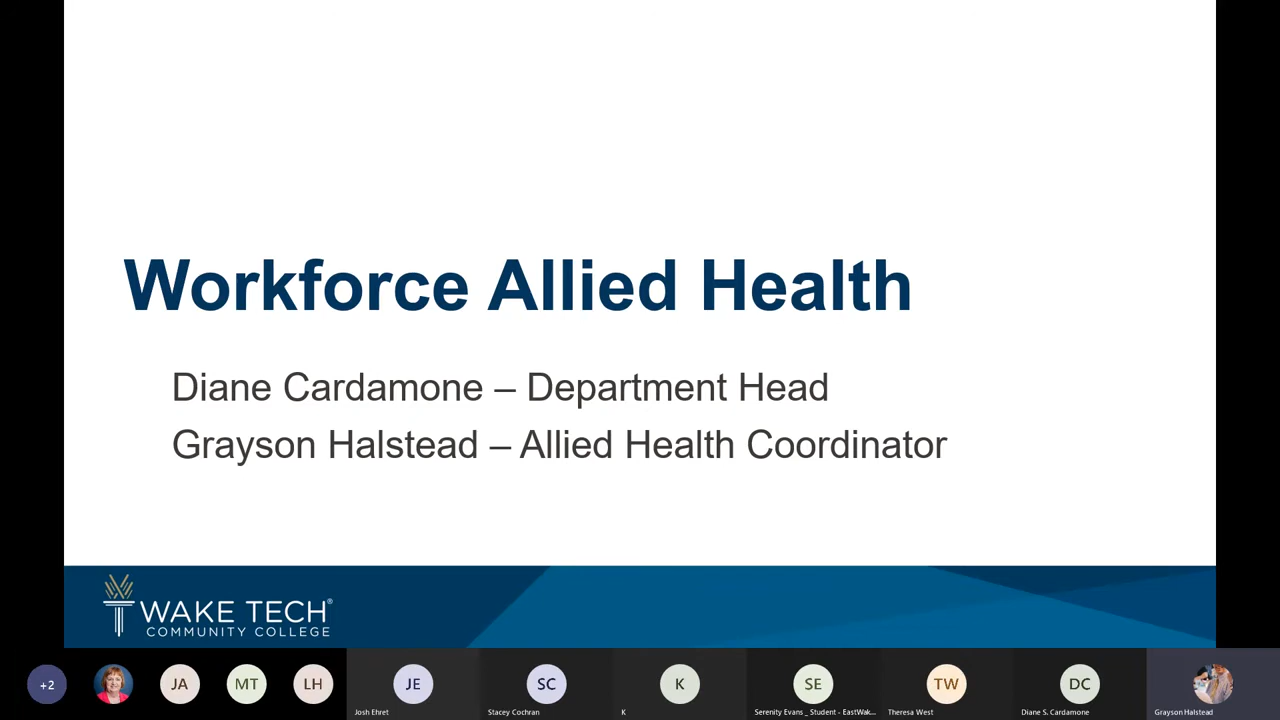 Workforce Allied Health
Diane Cardamone – Department Head
Grayson Halstead – Allied Health Coordinator
WAKE TECH®
COMMUNITY COLLEGE
+2
JA
MT
LH
JE
Josh Ehret
SC
Stacey Cochran
K
K
SE
Serenity Evans _ Student - EastWak...
TW
Theresa West
DC
Diane S. Cardamone
Grayson Halstead